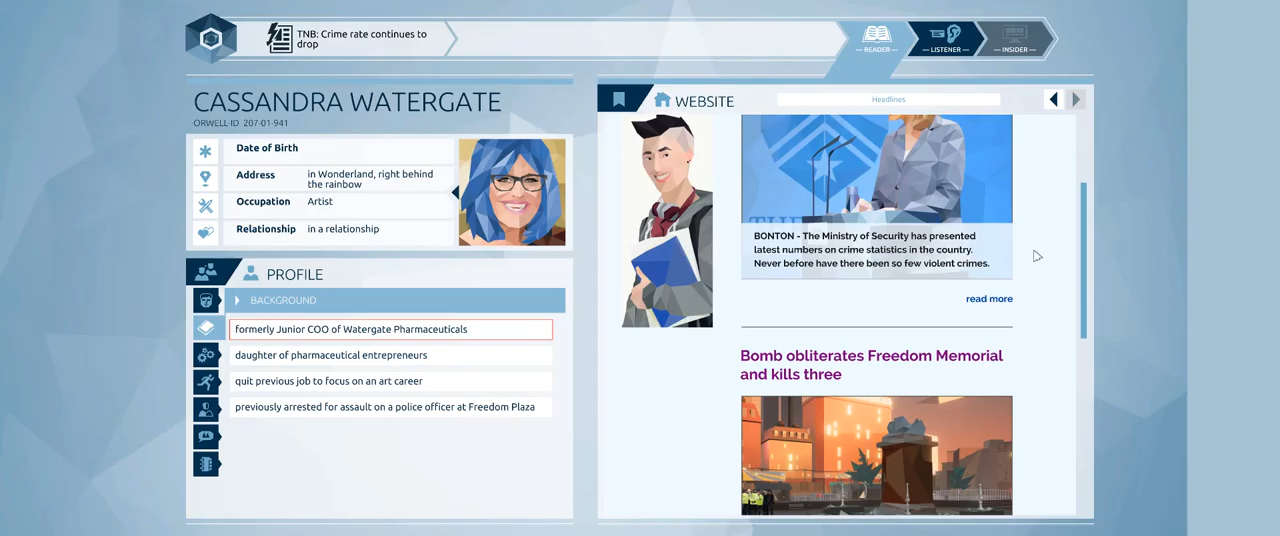 TNB: Crime rate continues to
drop
— READER —
— LISTENER —
— INSIDER —
CASSANDRA WATERGATE
ORWELL-ID 207-01-941
Date of Birth
Address in Wonderland, right behind
the rainbow
Occupation Artist
Relationship in a relationship
PROFILE
BACKGROUND
formerly Junior COO of Watergate Pharmaceuticals
daughter of pharmaceutical entrepreneurs
quit previous job to focus on an art career
previously arrested for assault on a police officer at Freedom Plaza
WEBSITE
Headlines
BONTON - The Ministry of Security has presented
latest numbers on crime statistics in the country.
Never before have there been so few violent crimes.
read more
Bomb obliterates Freedom Memorial
and kills three